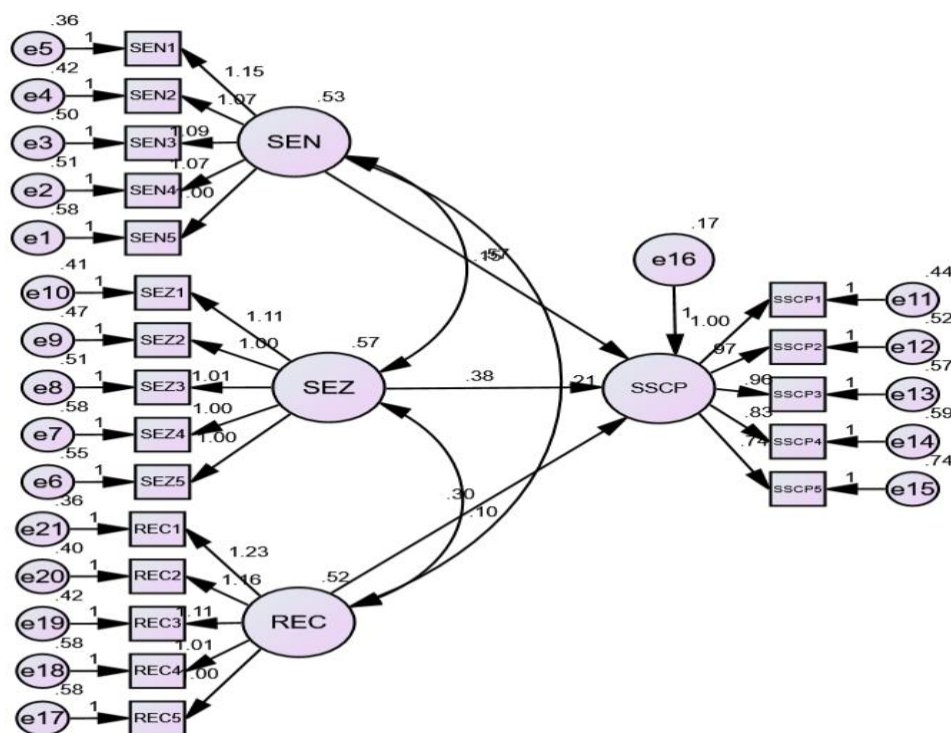 .36
e5 1 SEN1
.42
1.15
e4 1 SEN2
.50
1.07
.53
e3 1 SEN3
1.09
SEN
.51
e2 1 SEN4
1.07
.58
1.00
e1 1 SEN5
.15
.17
e16
.41
e10 1 SEZ1
.47
1.11
1
1.00
SSCP1 1 e11
.44
e9 1 SEZ2
.51
1.00
.57
.97
SSCP2 1 e12
.52
e8 1 SEZ3
1.01
SEZ
.38
.21
SSCP
.96
SSCP3 1 e13
.57
.58
e7 1 SEZ4
1.00
.83
SSCP4 1 e14
.59
.55
1.00
.74
e6 1 SEZ5
SSCP5 1 e15
.74
.36
e21 1 REC1
.30
.10
.40
1.23
e20 1 REC2
.42
1.16
.52
e19 1 REC3
1.11
REC
.58
e18 1 REC4
1.01
.58
.00
e17 1 REC5